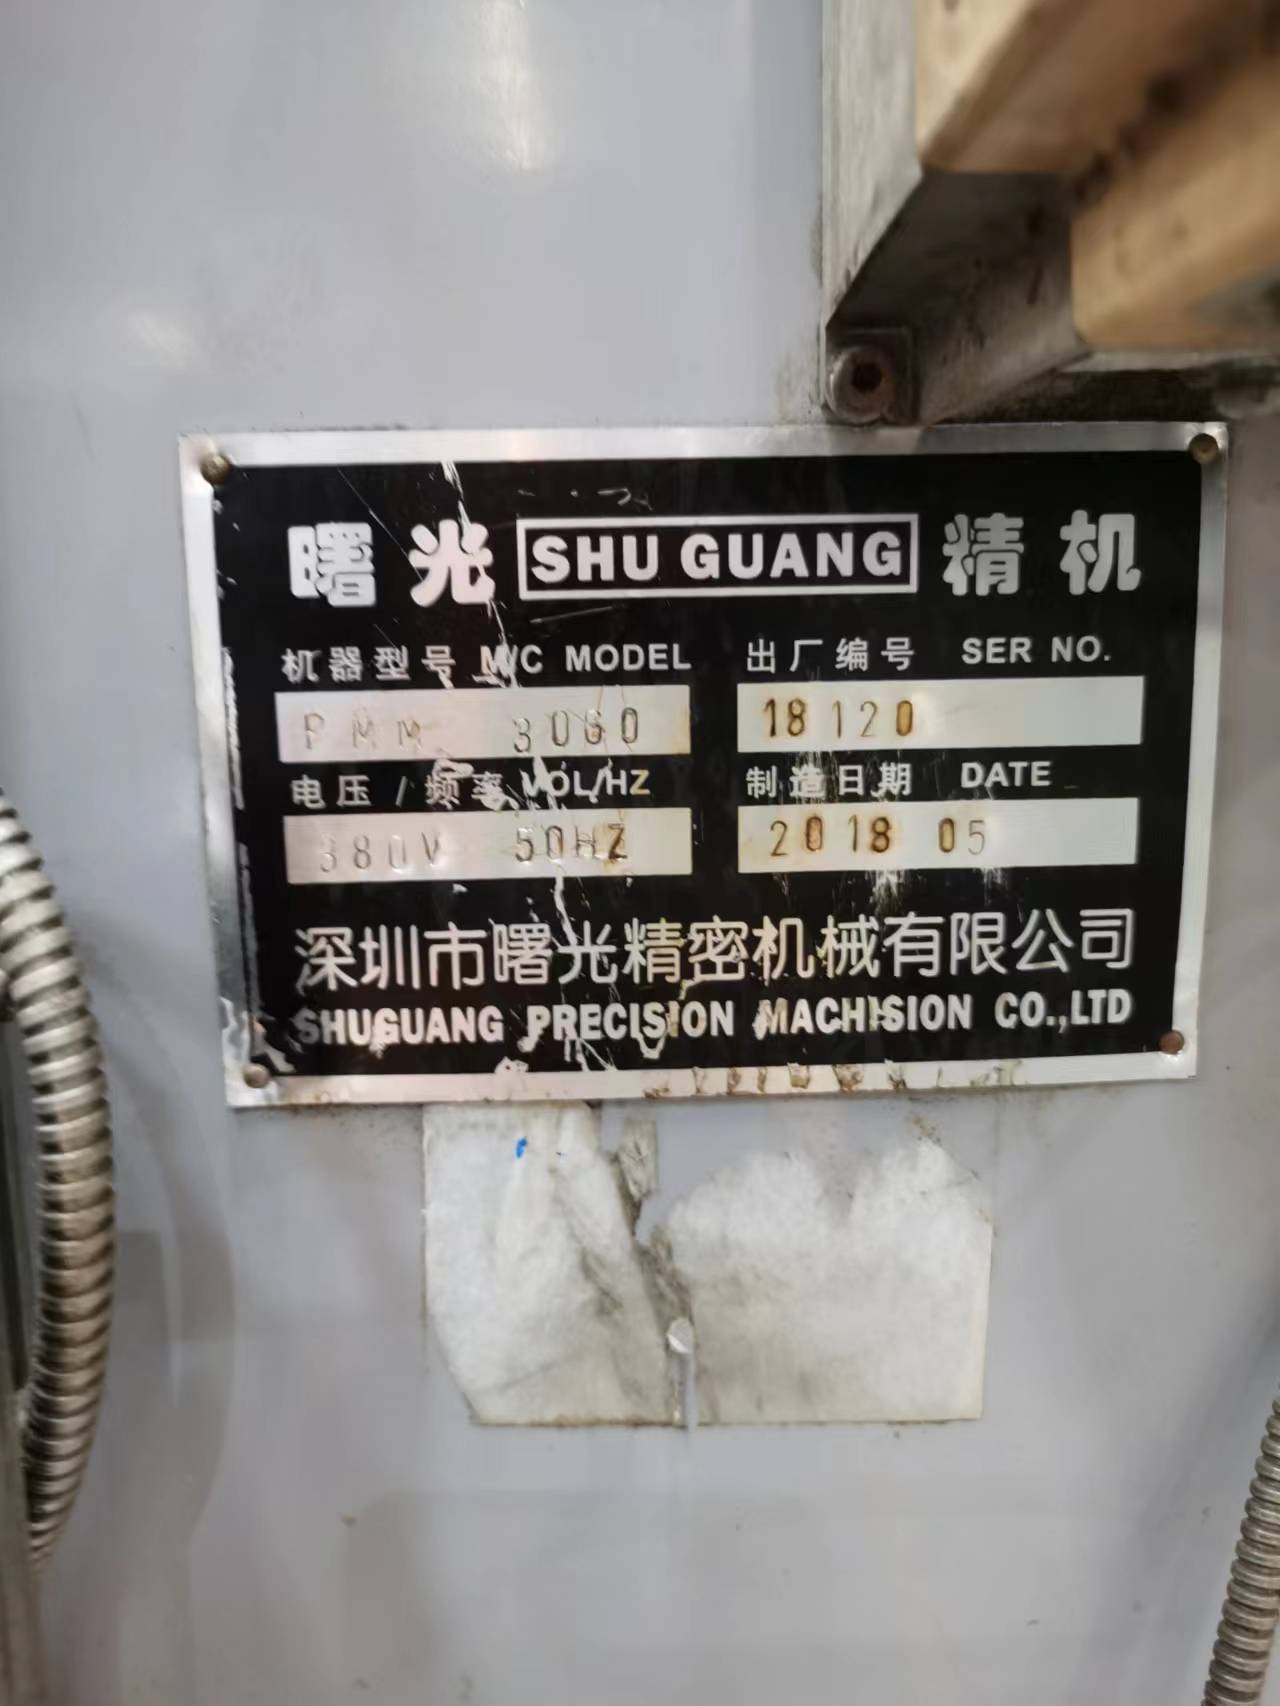 曙光 SHU GUANG 精机
机器型号 M/C MODEL 出厂编号 SER NO.
PMM 3060 18120
电压/频率 VOL/HZ 制造日期 DATE
380V 50HZ 2018 05
深圳市曙光精密机械有限公司
SHUGUANG PRECISION MACHISION CO.,LTD